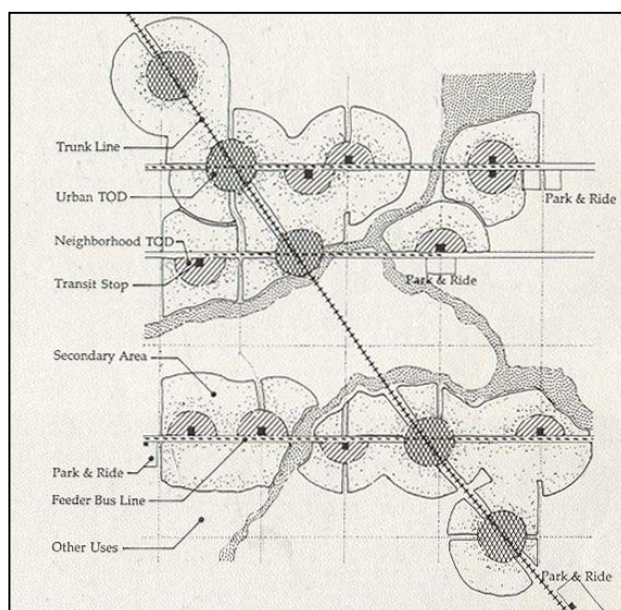 Trunk Line
Urban TOD
Park & Ride
Neighborhood TOD
Transit Stop
Park & Ride
Secondary Area
Park & Ride
Feeder Bus Line
Other Uses
Park & Ride